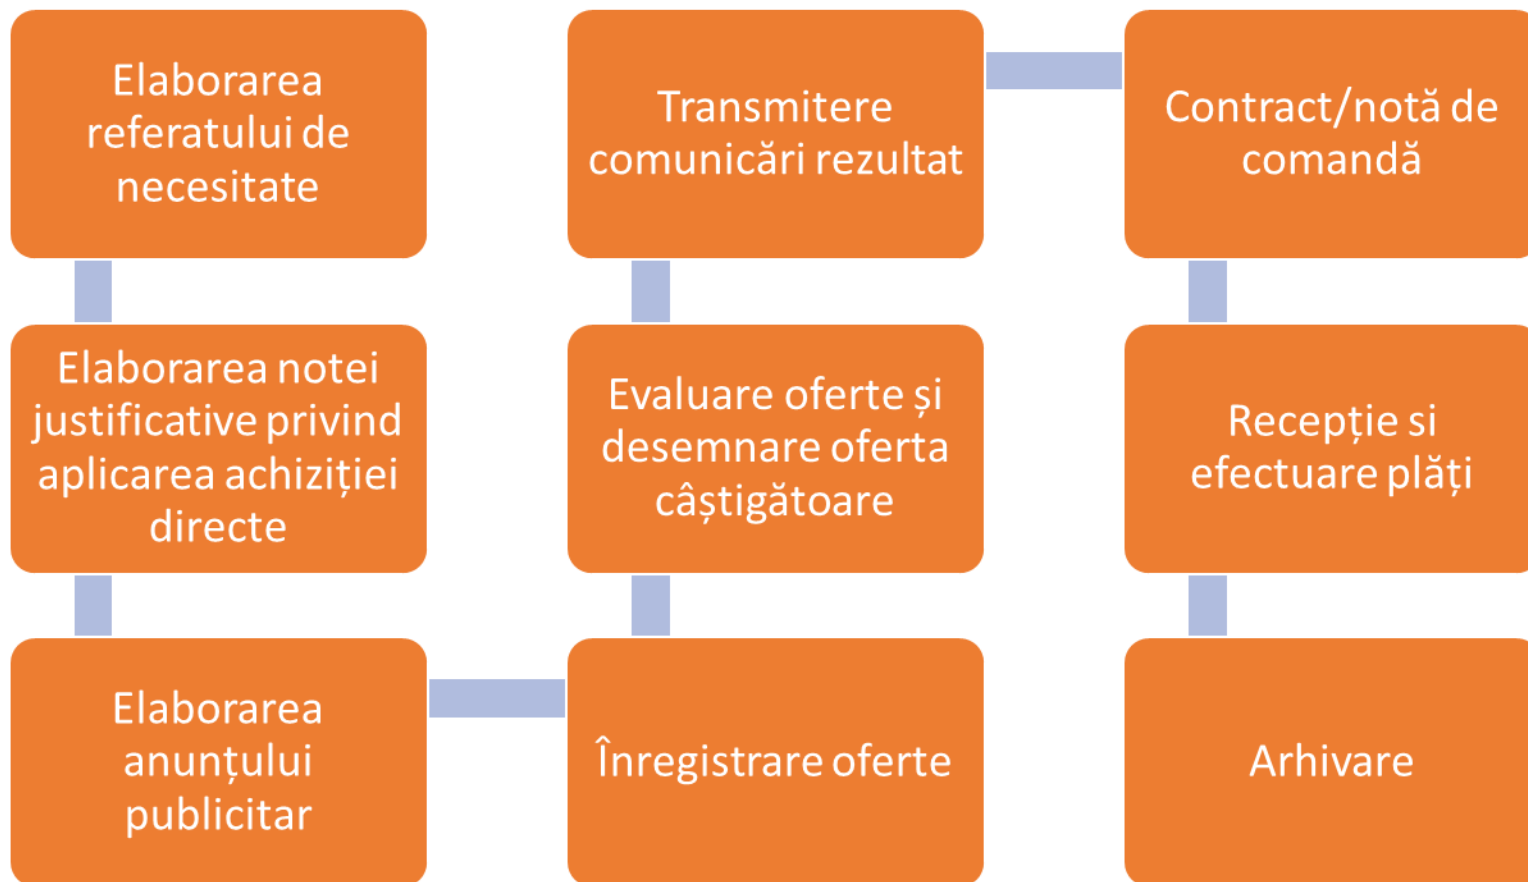 Elaborarea
referatului de
necesitate
Elaborarea notei
justificative privind
aplicarea achiziției
directe
Elaborarea
anunțului
publicitar
Înregistrare oferte
Evaluare oferte și
desemnare oferta
câștigătoare
Transmitere
comunicări rezultat
Contract/notă de
comandă
Recepție si
efectuare plăți
Arhivare